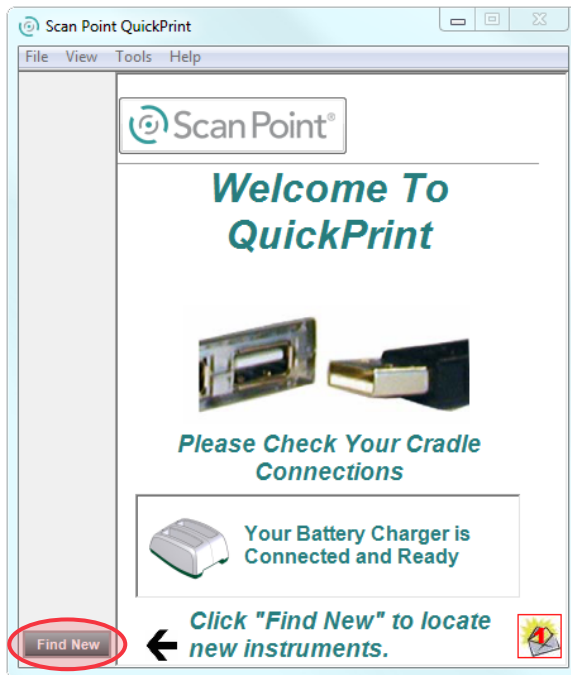 Scan Point QuickPrint
File View Tools Help
Scan Point®
Welcome To
QuickPrint
Please Check Your Cradle
Connections
Your Battery Charger is
Connected and Ready
Click "Find New" to locate
new instruments.
Find New